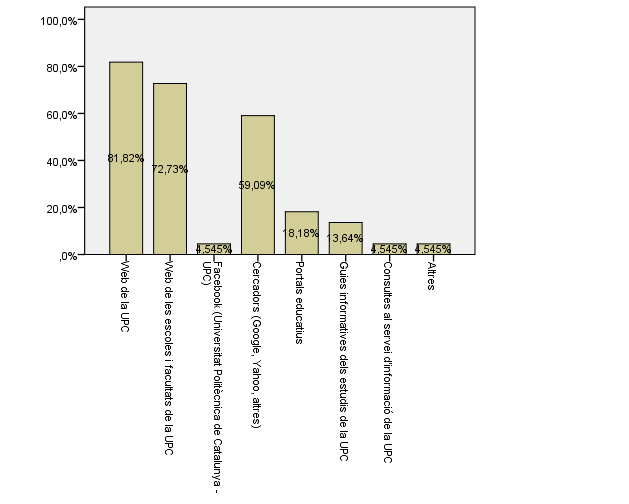 100,0%
80,0%
60,0%
40,0%
20,0%
,0%
81,82%
72,73%
4,545%
59,09%
18,18%
13,64%
4,545%
4,545%
Web de la UPC
Web de les escoles i facultats de la UPC
Facebook (Universitat Politècnica de Catalunya -
UPC)
Cercadors (Google, Yahoo, altres)
Portals educatius
Guies informatives dels estudis de la UPC
Consultes al servei d'informació de la UPC
Altres